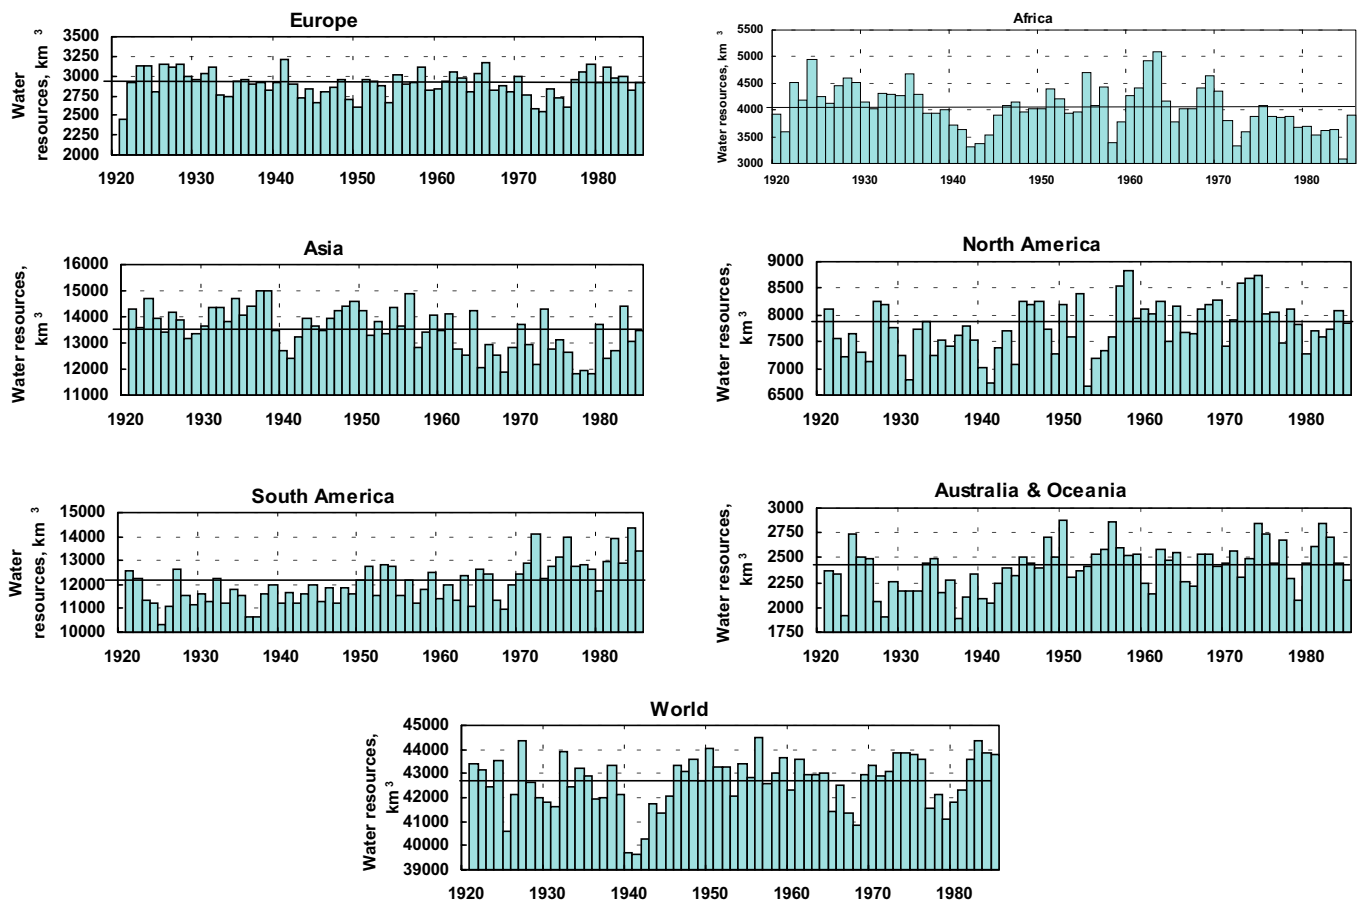 Europe
Water
resources, km 3
3500
3250
3000
2750
2500
2250
2000
1920 1930 1940 1950 1960 1970 1980
Africa
Water resources, km 3
5500
5000
4500
4000
3500
3000
1920 1930 1940 1950 1960 1970 1980
Asia
Water resources,
km 3
16000
15000
14000
13000
12000
11000
1920 1930 1940 1950 1960 1970 1980
North America
Water resources,
km 3
9000
8500
8000
7500
7000
6500
1920 1930 1940 1950 1960 1970 1980
South America
Water
resources, km 3
15000
14000
13000
12000
11000
10000
1920 1930 1940 1950 1960 1970 1980
Australia & Oceania
Water resources,
km 3
3000
2750
2500
2250
2000
1750
1920 1930 1940 1950 1960 1970 1980
World
Water resources,
km 3
45000
44000
43000
42000
41000
40000
39000
1920 1930 1940 1950 1960 1970 1980